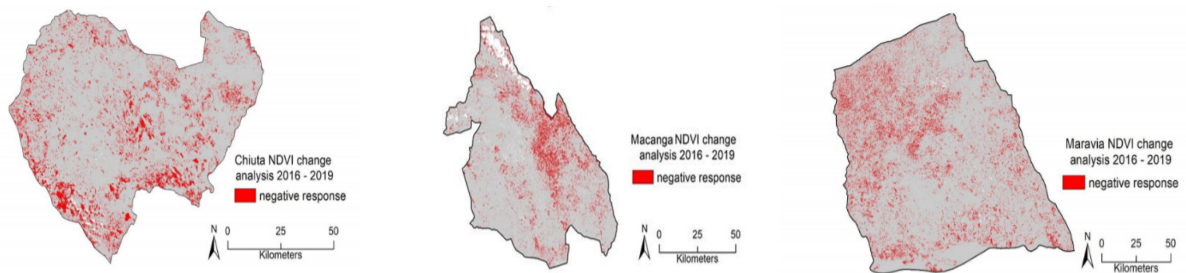 Chiuta NDVI change
analysis 2016 - 2019
negative response
N
0 25 50
Kilometers
Macanga NDVI change
analysis 2016 - 2019
negative response
N
0 25 50
Kilometers
Maravia NDVI change
analysis 2016 - 2019
negative response
N
0 25 50
Kilometers